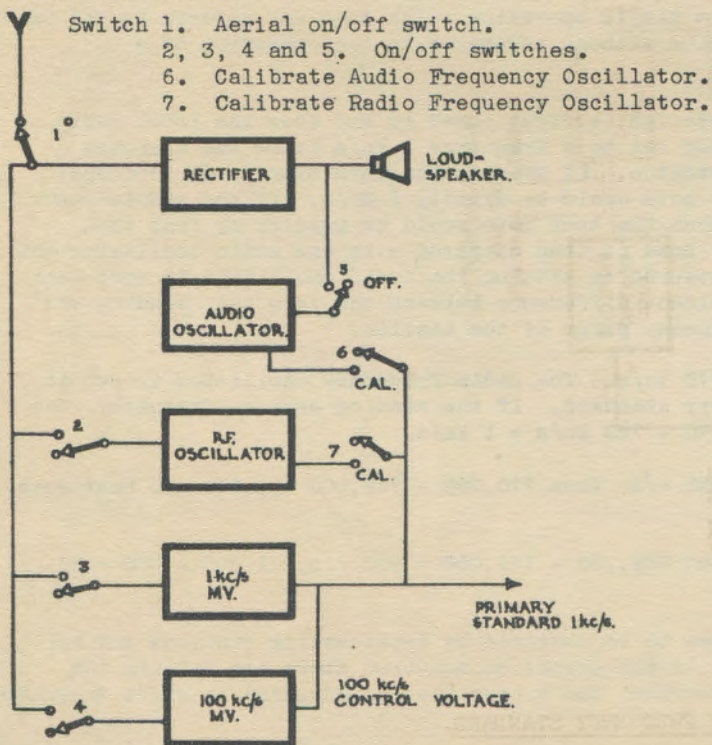 Switch 1. Aerial on/off switch.
2, 3, 4 and 5. On/off switches.
6. Calibrate Audio Frequency Oscillator.
7. Calibrate Radio Frequency Oscillator.
1
RECTIFIER
LOUD-
SPEAKER.
5
OFF.
AUDIO
OSCILLATOR.
6
CAL.
2
R.F.
OSCILLATOR
7
CAL.
3
1 kc/s
MV.
PRIMARY
STANDARD 1kc/s.
4
100 kc/s
MV.
100 kc/s
CONTROL VOLTAGE.